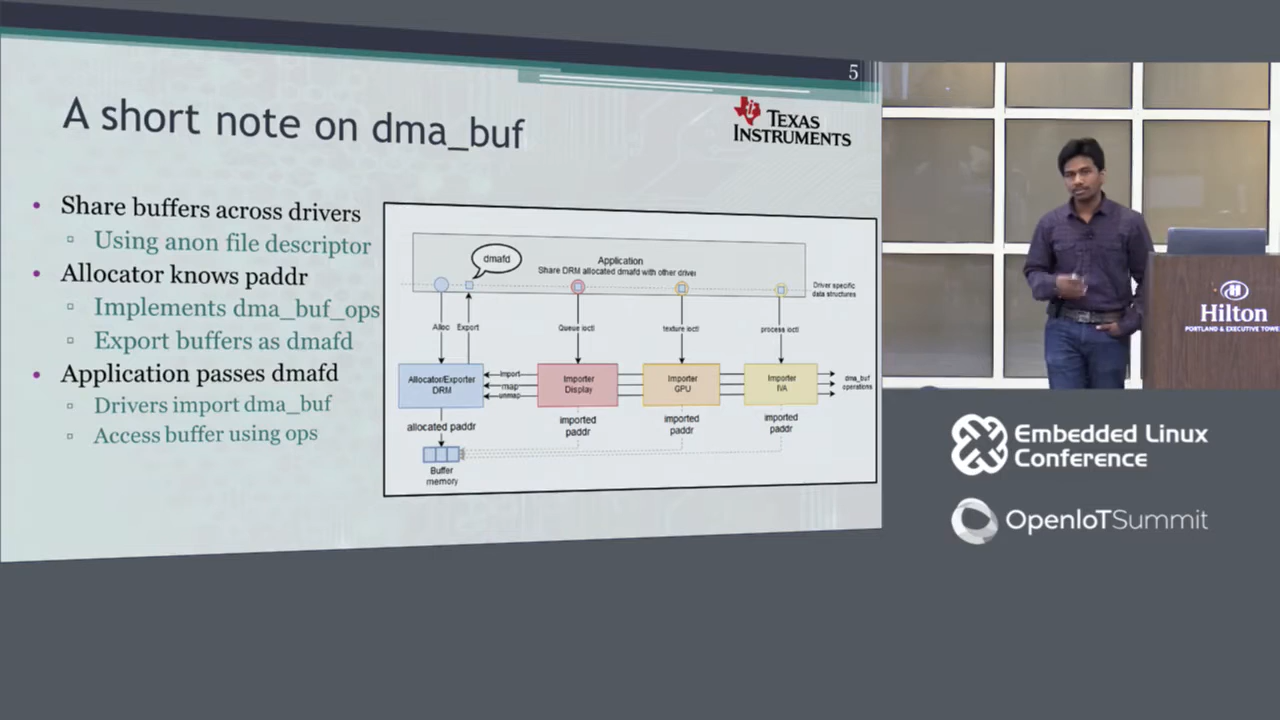 5
A short note on dma_buf
TEXAS
INSTRUMENTS
• Share buffers across drivers
▫ Using anon file descriptor
• Allocator knows paddr
▫ Implements dma_buf_ops
▫ Export buffers as dmafd
• Application passes dmafd
▫ Drivers import dma_buf
▫ Access buffer using ops
dmafd
Application
Share DRM allocated dmafd with other driver
Driver specific
data structures
Alloc
Export
Queue ioctl
texture ioctl
process ioctl
Allocator/Exporter
DRM
import
map
unmap
Importer
Display
Importer
GPU
Importer
IVA
dma_buf
operations
allocated paddr
imported
paddr
imported
paddr
imported
paddr
Buffer
memory
Hilton
PORTLAND & EXECUTIVE TOWE
Embedded Linux
Conference
OpenIoTSummit